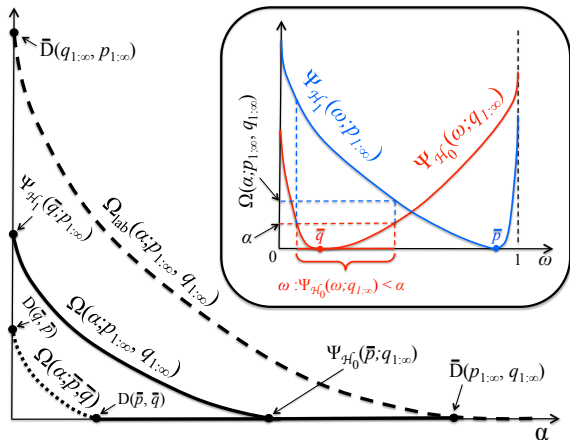 D̄(q₁:∞, p₁:∞)
Ψ_ℋ₁(q̄;p₁:∞)
D(q̄,p̄)
Ω_lab(α;p₁:∞, q₁:∞)
Ω(α;p₁:∞, q₁:∞)
Ω(α;p̄,q̄)
D(p̄,q̄)
Ψ_ℋ₀(p̄;q₁:∞)
D̄(p₁:∞, q₁:∞)
α
Ω(α;p₁:∞, q₁:∞)
α
Ψ_ℋ₁(ω;p₁:∞)
Ψ_ℋ₀(ω;q₁:∞)
q̄
p̄
0
1
ω
ω :Ψ_ℋ₀(ω;q₁:∞) < α